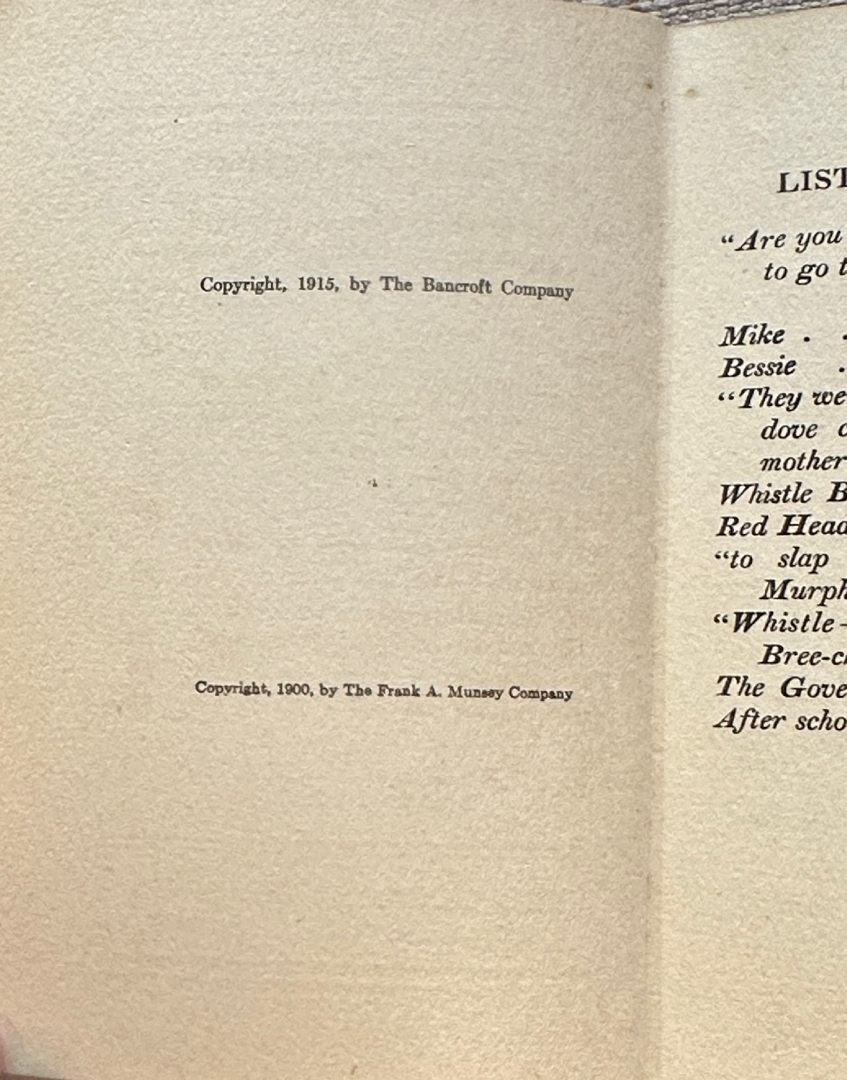 Copyright, 1915, by The Bancroft Company
Copyright, 1900, by The Frank A. Munsey Company
LIST
"Are you
to go t
Mike .
Bessie .
"They we
dove c
mother
Whistle B
Red Head
"to slap
Murph
"Whistle-
Bree-c
The Gove
After scho